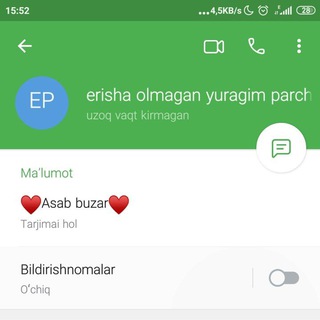 15:52
...4,5KB/s
28
EP
erisha olmagan yuragim parch
uzoq vaqt kirmagan
Ma'lumot
❤Asab buzar❤
Tarjimai hol
Bildirishnomalar
O'chiq